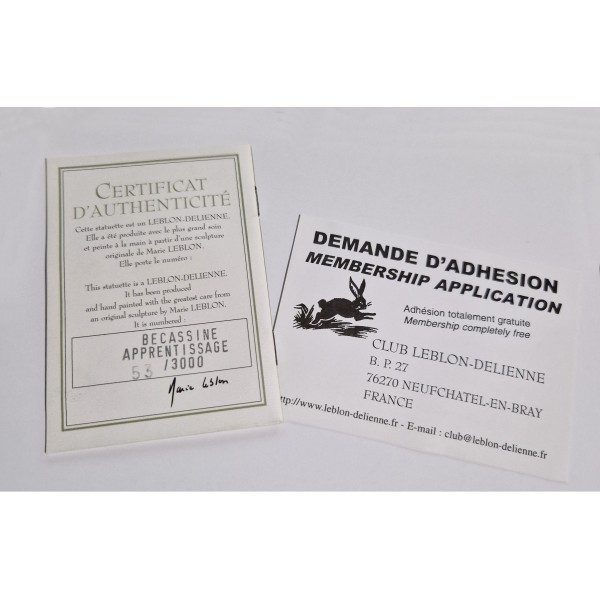 CERTIFICAT
D'AUTHENTICITÉ
Cette statuette est un LEBLON-DELIENNE.
Elle a été produite avec le plus grand soin
et peinte à la main à partir d'une sculpture
originale de Marie LEBLON.
Elle porte le numéro :
This statuette is a LEBLON-DELIENNE.
It has been produced
and hand painted with the greatest care from
an original sculpture by Marie LEBLON.
It is numbered :
BECASSINE
APPRENTISSAGE
53 /3000
Marie Leblon
DEMANDE D'ADHESION
MEMBERSHIP APPLICATION
Adhésion totalement gratuite
Membership completely free
CLUB LEBLON-DELIENNE
B. P. 27
76270 NEUFCHATEL-EN-BRAY
FRANCE
http://www.leblon-delienne.fr - E-mail : club@leblon-delienne.fr